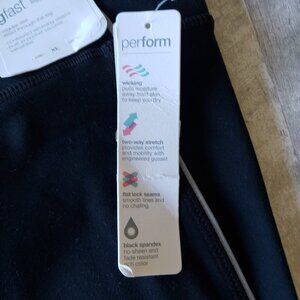 fast
XL
perform
wicking
pulls moisture
away from skin
to keep you dry
two-way stretch
provides comfort
and mobility with
engineered gusset
flat lock seams
smooth lines and
no chafing
black spandex
no sheen and
fade resistant
rich color